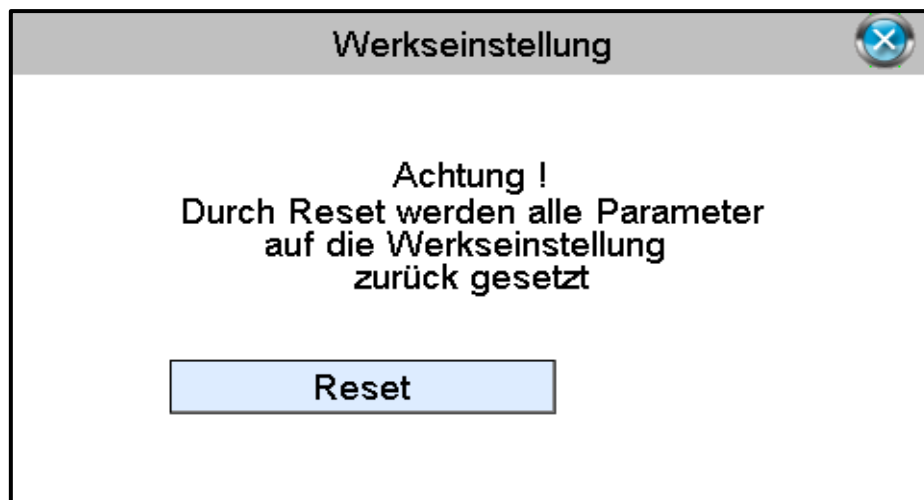 Werkseinstellung
Achtung !
Durch Reset werden alle Parameter
auf die Werkseinstellung
zurück gesetzt
Reset